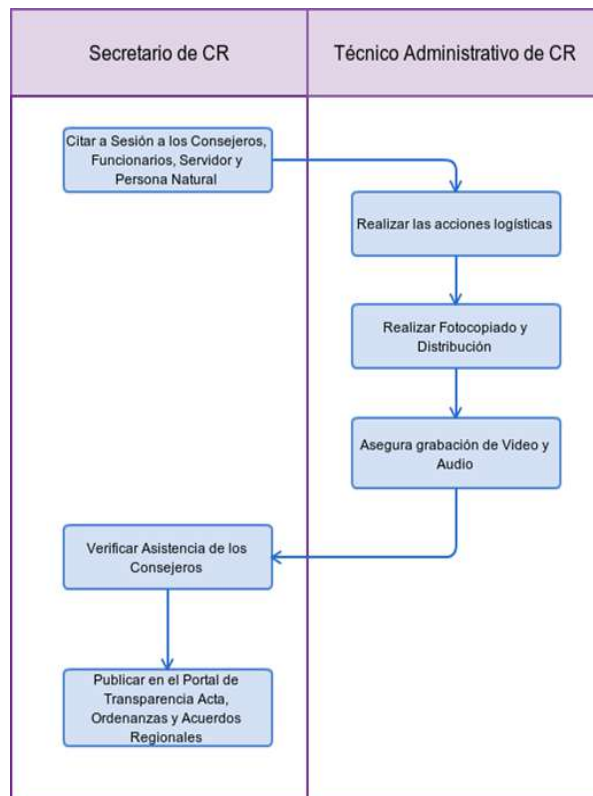 Secretario de CR
Técnico Administrativo de CR
Citar a Sesión a los Consejeros,
Funcionarios, Servidor y
Persona Natural
Realizar las acciones logísticas
Realizar Fotocopiado y
Distribución
Asegura grabación de Video y
Audio
Verificar Asistencia de los
Consejeros
Publicar en el Portal de
Transparencia Acta,
Ordenanzas y Acuerdos
Regionales